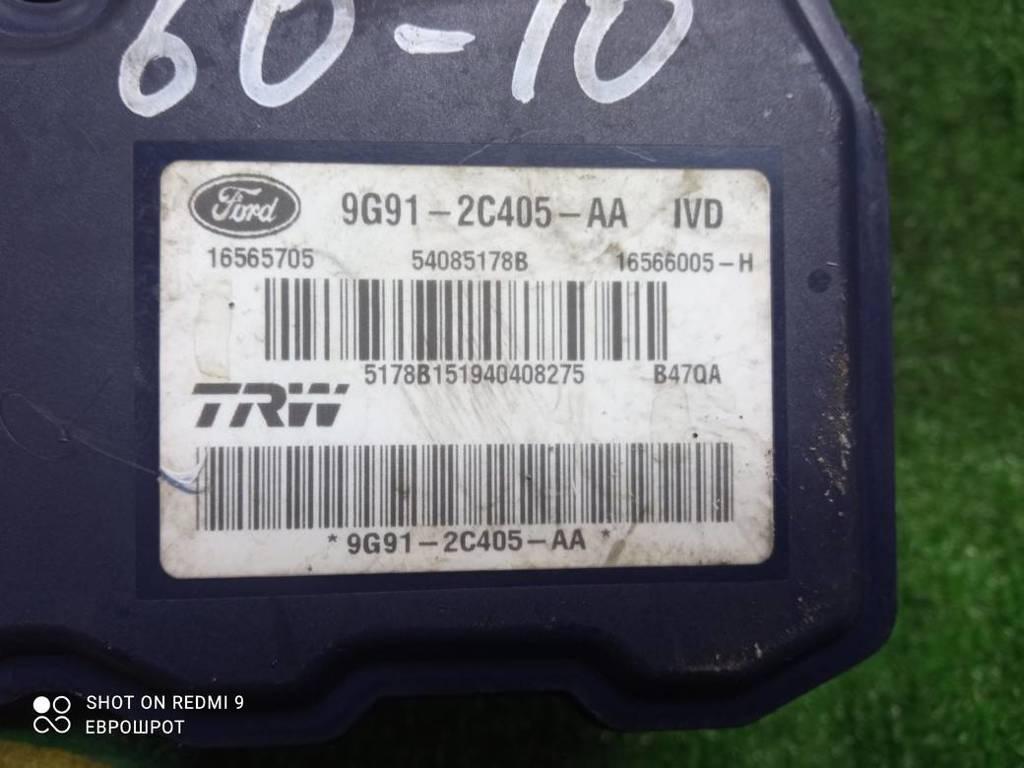 60-10
Ford 9G91-2C405-AA IVD
16565705 54085178B 16566005-H
5178B151940408275 B47QA
TRW
*9G91-2C405-AA*
SHOT ON REDMI 9
ЕВРОШРОТ